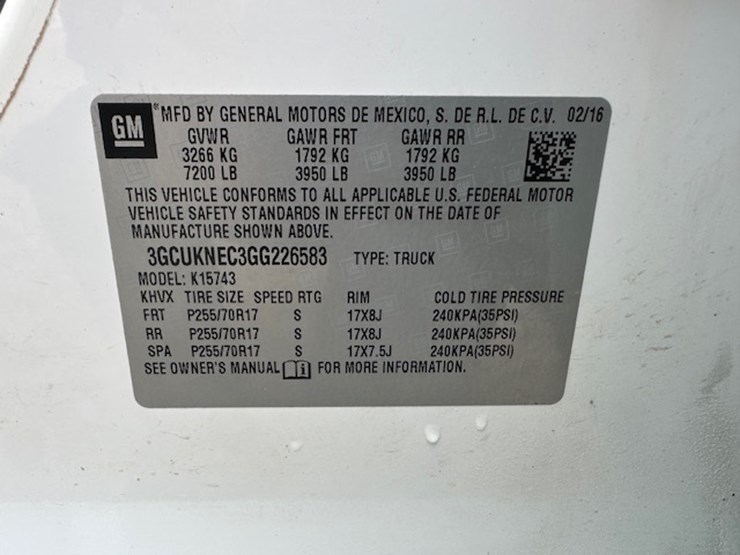 GM ® MFD BY GENERAL MOTORS DE MEXICO, S. DE R.L. DE C.V. 02/16
GVWR GAWR FRT GAWR RR
3266 KG 1792 KG 1792 KG
7200 LB 3950 LB 3950 LB
THIS VEHICLE CONFORMS TO ALL APPLICABLE U.S. FEDERAL MOTOR
VEHICLE SAFETY STANDARDS IN EFFECT ON THE DATE OF
MANUFACTURE SHOWN ABOVE.
3GCUKNEC3GG226583 TYPE: TRUCK
MODEL: K15743
KHVX TIRE SIZE SPEED RTG RIM COLD TIRE PRESSURE
FRT P255/70R17 S 17X8J 240KPA(35PSI)
RR P255/70R17 S 17X8J 240KPA(35PSI)
SPA P255/70R17 S 17X7.5J 240KPA(35PSI)
SEE OWNER'S MANUAL i FOR MORE INFORMATION.